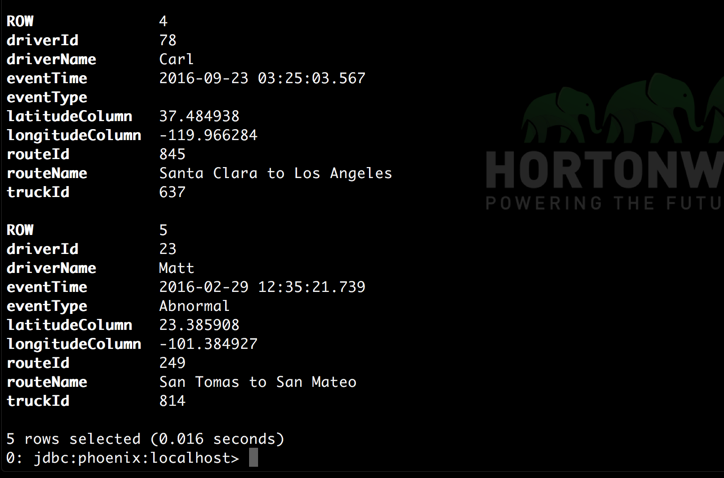 ROW 4
driverId 78
driverName Carl
eventTime 2016-09-23 03:25:03.567
eventType
latitudeColumn 37.484938
longitudeColumn -119.966284
routeId 845
routeName Santa Clara to Los Angeles
truckId 637
ROW 5
driverId 23
driverName Matt
eventTime 2016-02-29 12:35:21.739
eventType Abnormal
latitudeColumn 23.385908
longitudeColumn -101.384927
routeId 249
routeName San Tomas to San Mateo
truckId 814
5 rows selected (0.016 seconds)
0: jdbc:phoenix:localhost>
HORTONW
POWERING THE FUTU